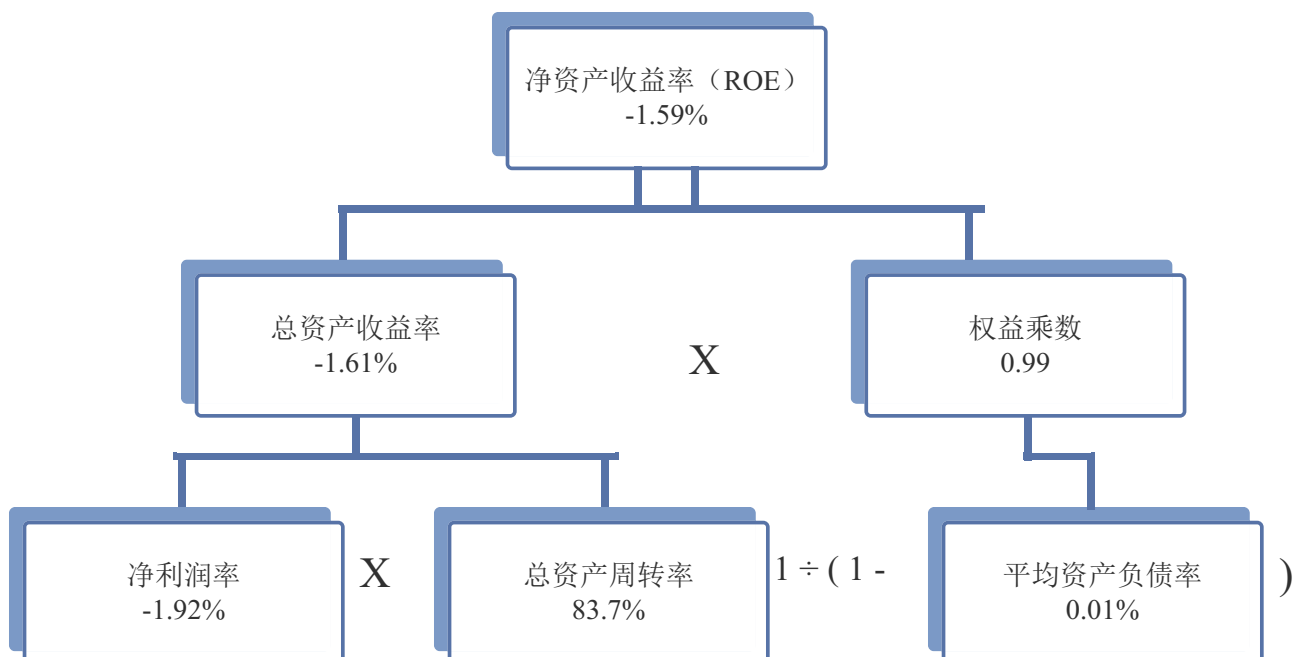 净资产收益率（ROE）
-1.59%
总资产收益率
-1.61%
X
权益乘数
0.99
净利润率
-1.92%
X
总资产周转率
83.7%
1 ÷ ( 1 -
平均资产负债率
0.01%
)